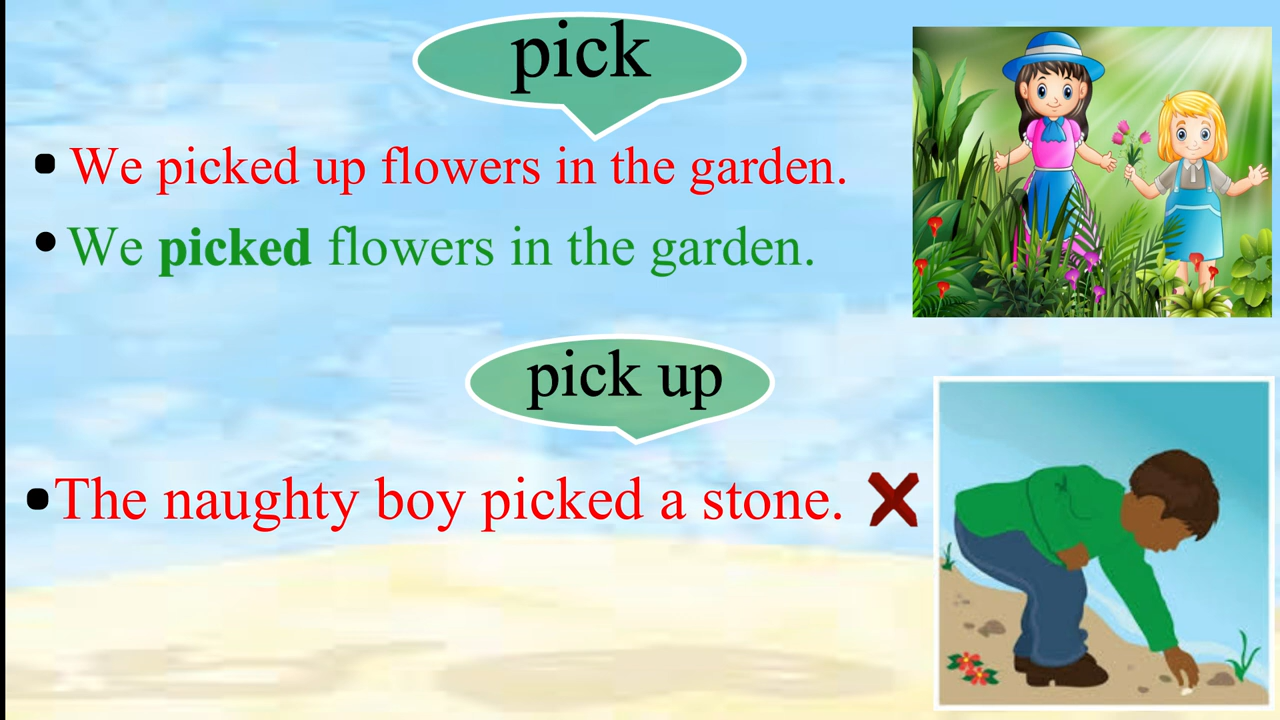 pick
• We picked up flowers in the garden.
• We picked flowers in the garden.
pick up
• The naughty boy picked a stone. ✗